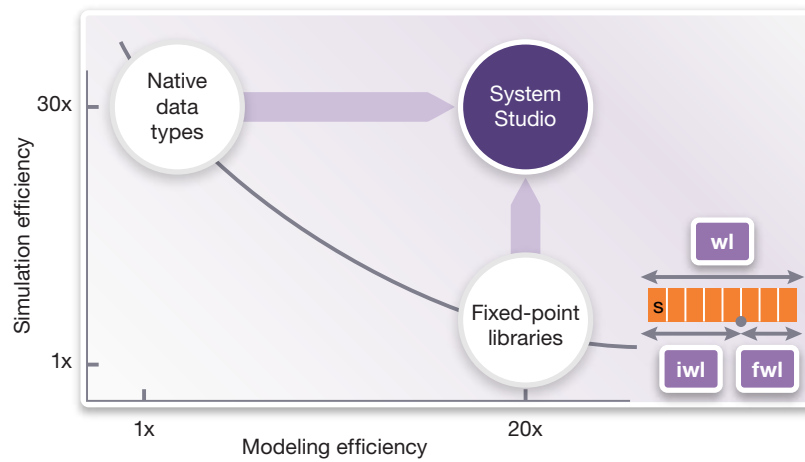 Native
data
types
System
Studio
30x
Simulation efficiency
wl
s
Fixed-point
libraries
iwl
fwl
1x
1x
20x
Modeling efficiency